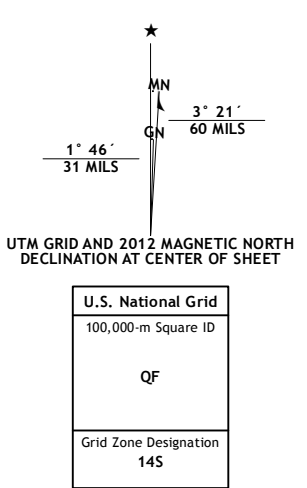 ★
MN
3° 21´
60 MILS
GN
1° 46´
31 MILS
UTM GRID AND 2012 MAGNETIC NORTH
DECLINATION AT CENTER OF SHEET
U.S. National Grid
100,000-m Square ID
QF
Grid Zone Designation
14S